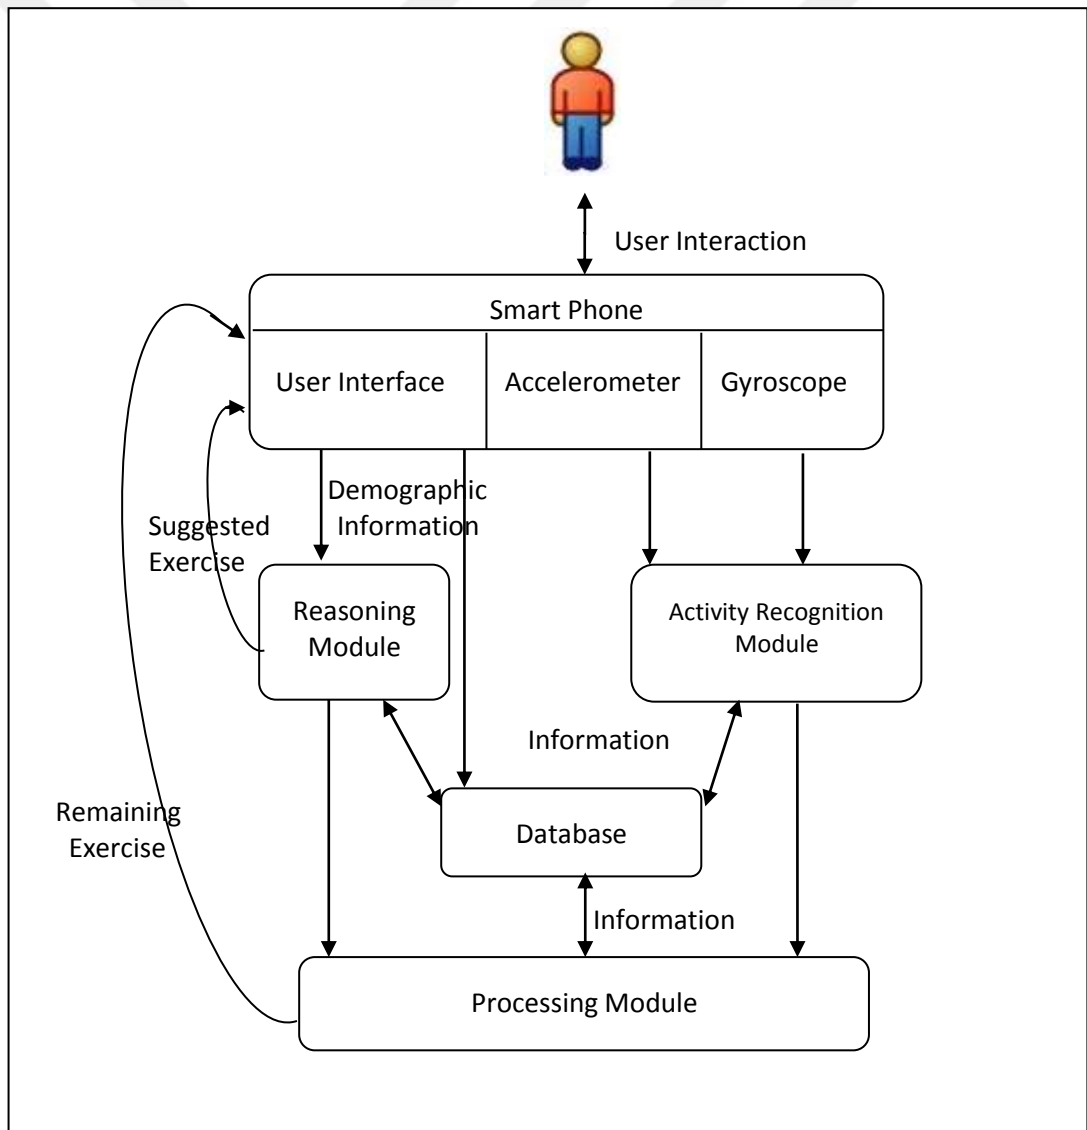 User Interaction
Smart Phone
User Interface
Accelerometer
Gyroscope
Demographic
Information
Suggested
Exercise
Reasoning
Module
Activity Recognition
Module
Information
Remaining
Exercise
Database
Information
Processing Module